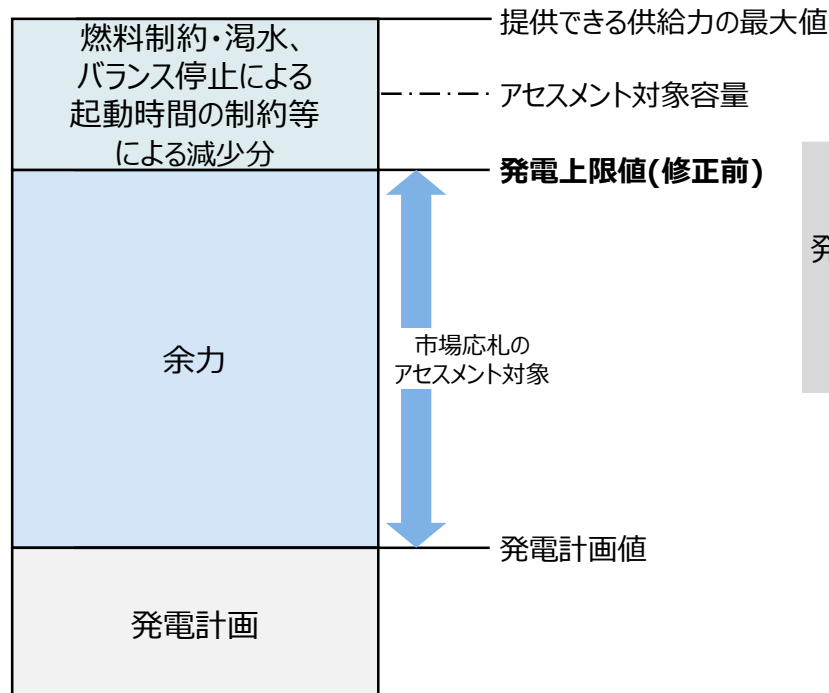 提供できる供給力の最大値
燃料制約・渇水、
バランス停止による
起動時間の制約等
による減少分
アセスメント対象容量
発電上限値(修正前)
余力
市場応札の
アセスメント対象
発電計画値
発電計画